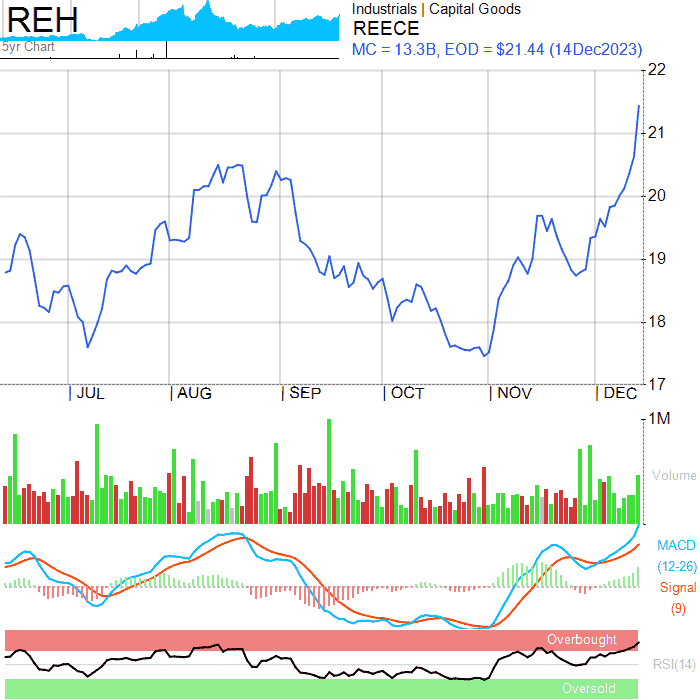 REH
5yr Chart
Industrials | Capital Goods
REECE
MC = 13.3B, EOD = $21.44 (14Dec2023)
22
21
20
19
18
17
JUL AUG SEP OCT NOV DEC
1M
Volume
MACD
(12-26)
Signal
(9)
Overbought
RSI(14)
Oversold